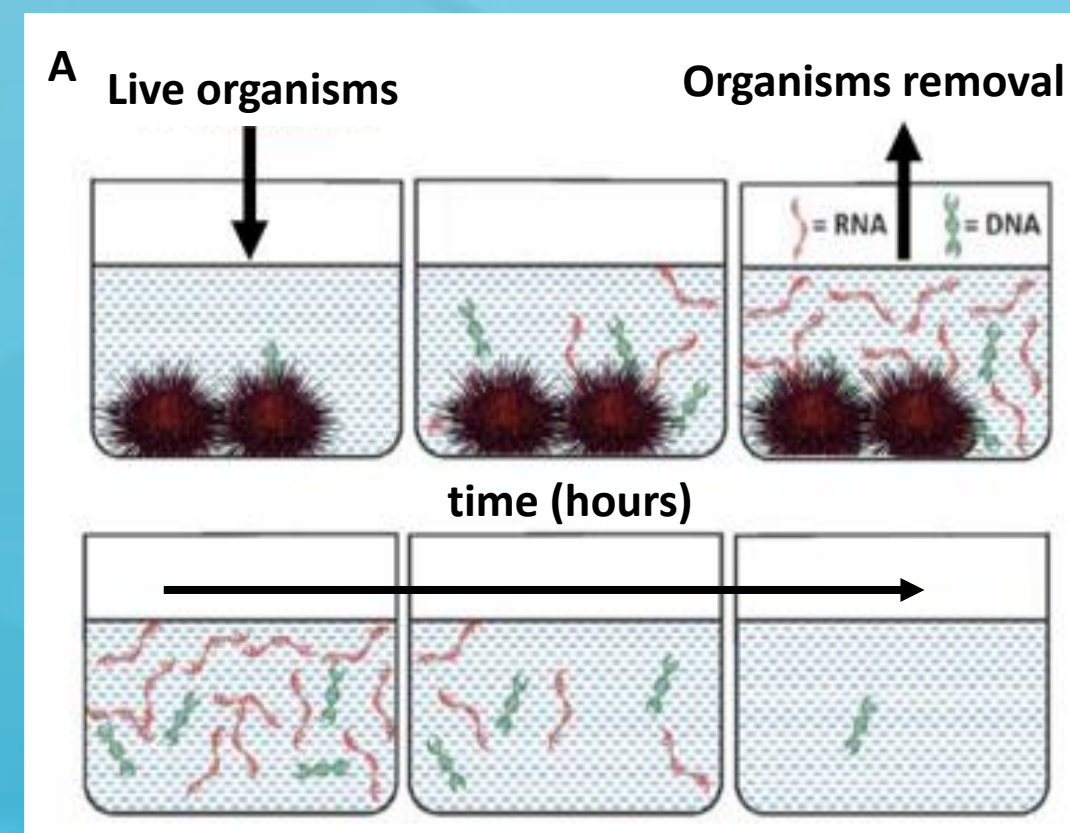 A
Live organisms
Organisms removal
= RNA
= DNA
time (hours)